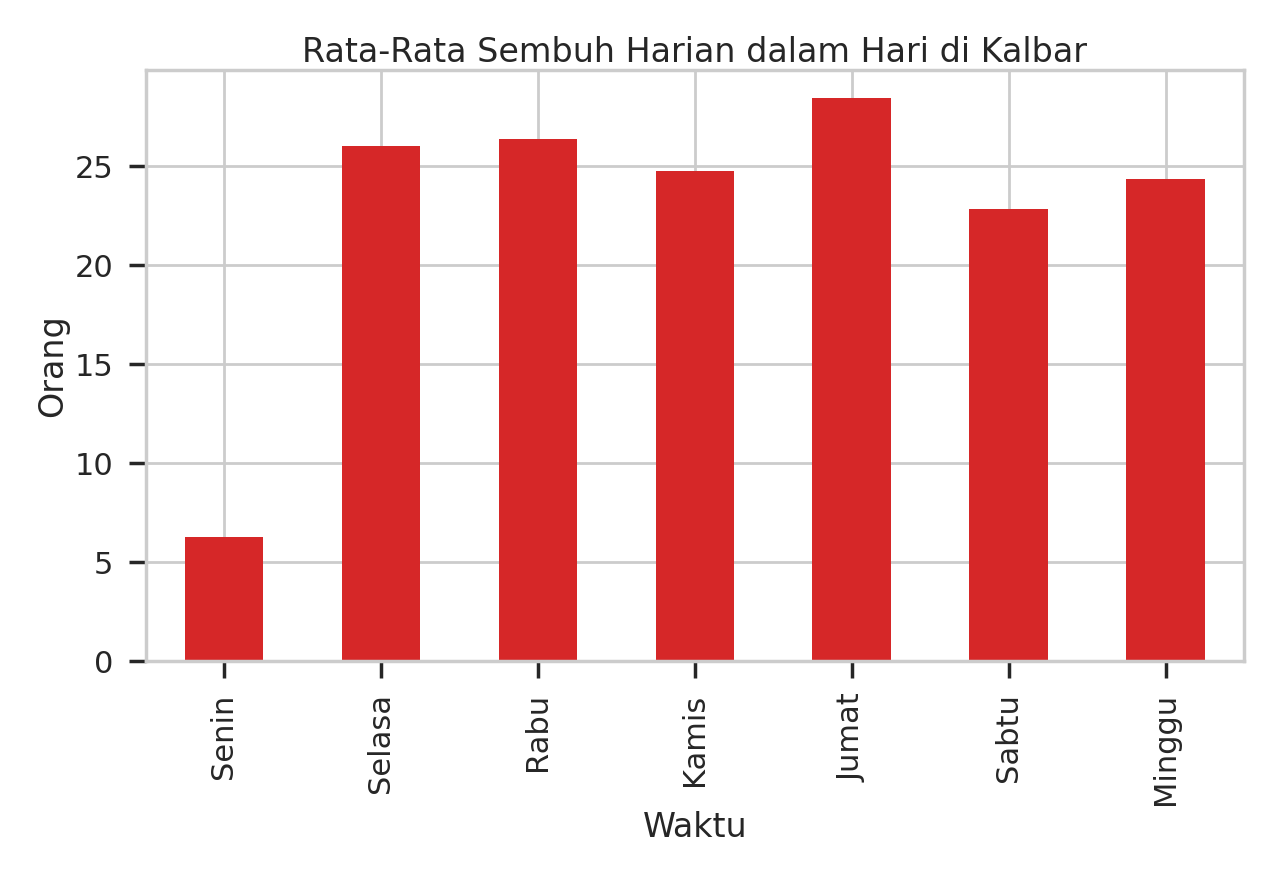 Rata-Rata Sembuh Harian dalam Hari di Kalbar
Orang
25
20
15
10
5
0
Senin
Selasa
Rabu
Kamis
Jumat
Sabtu
Minggu
Waktu